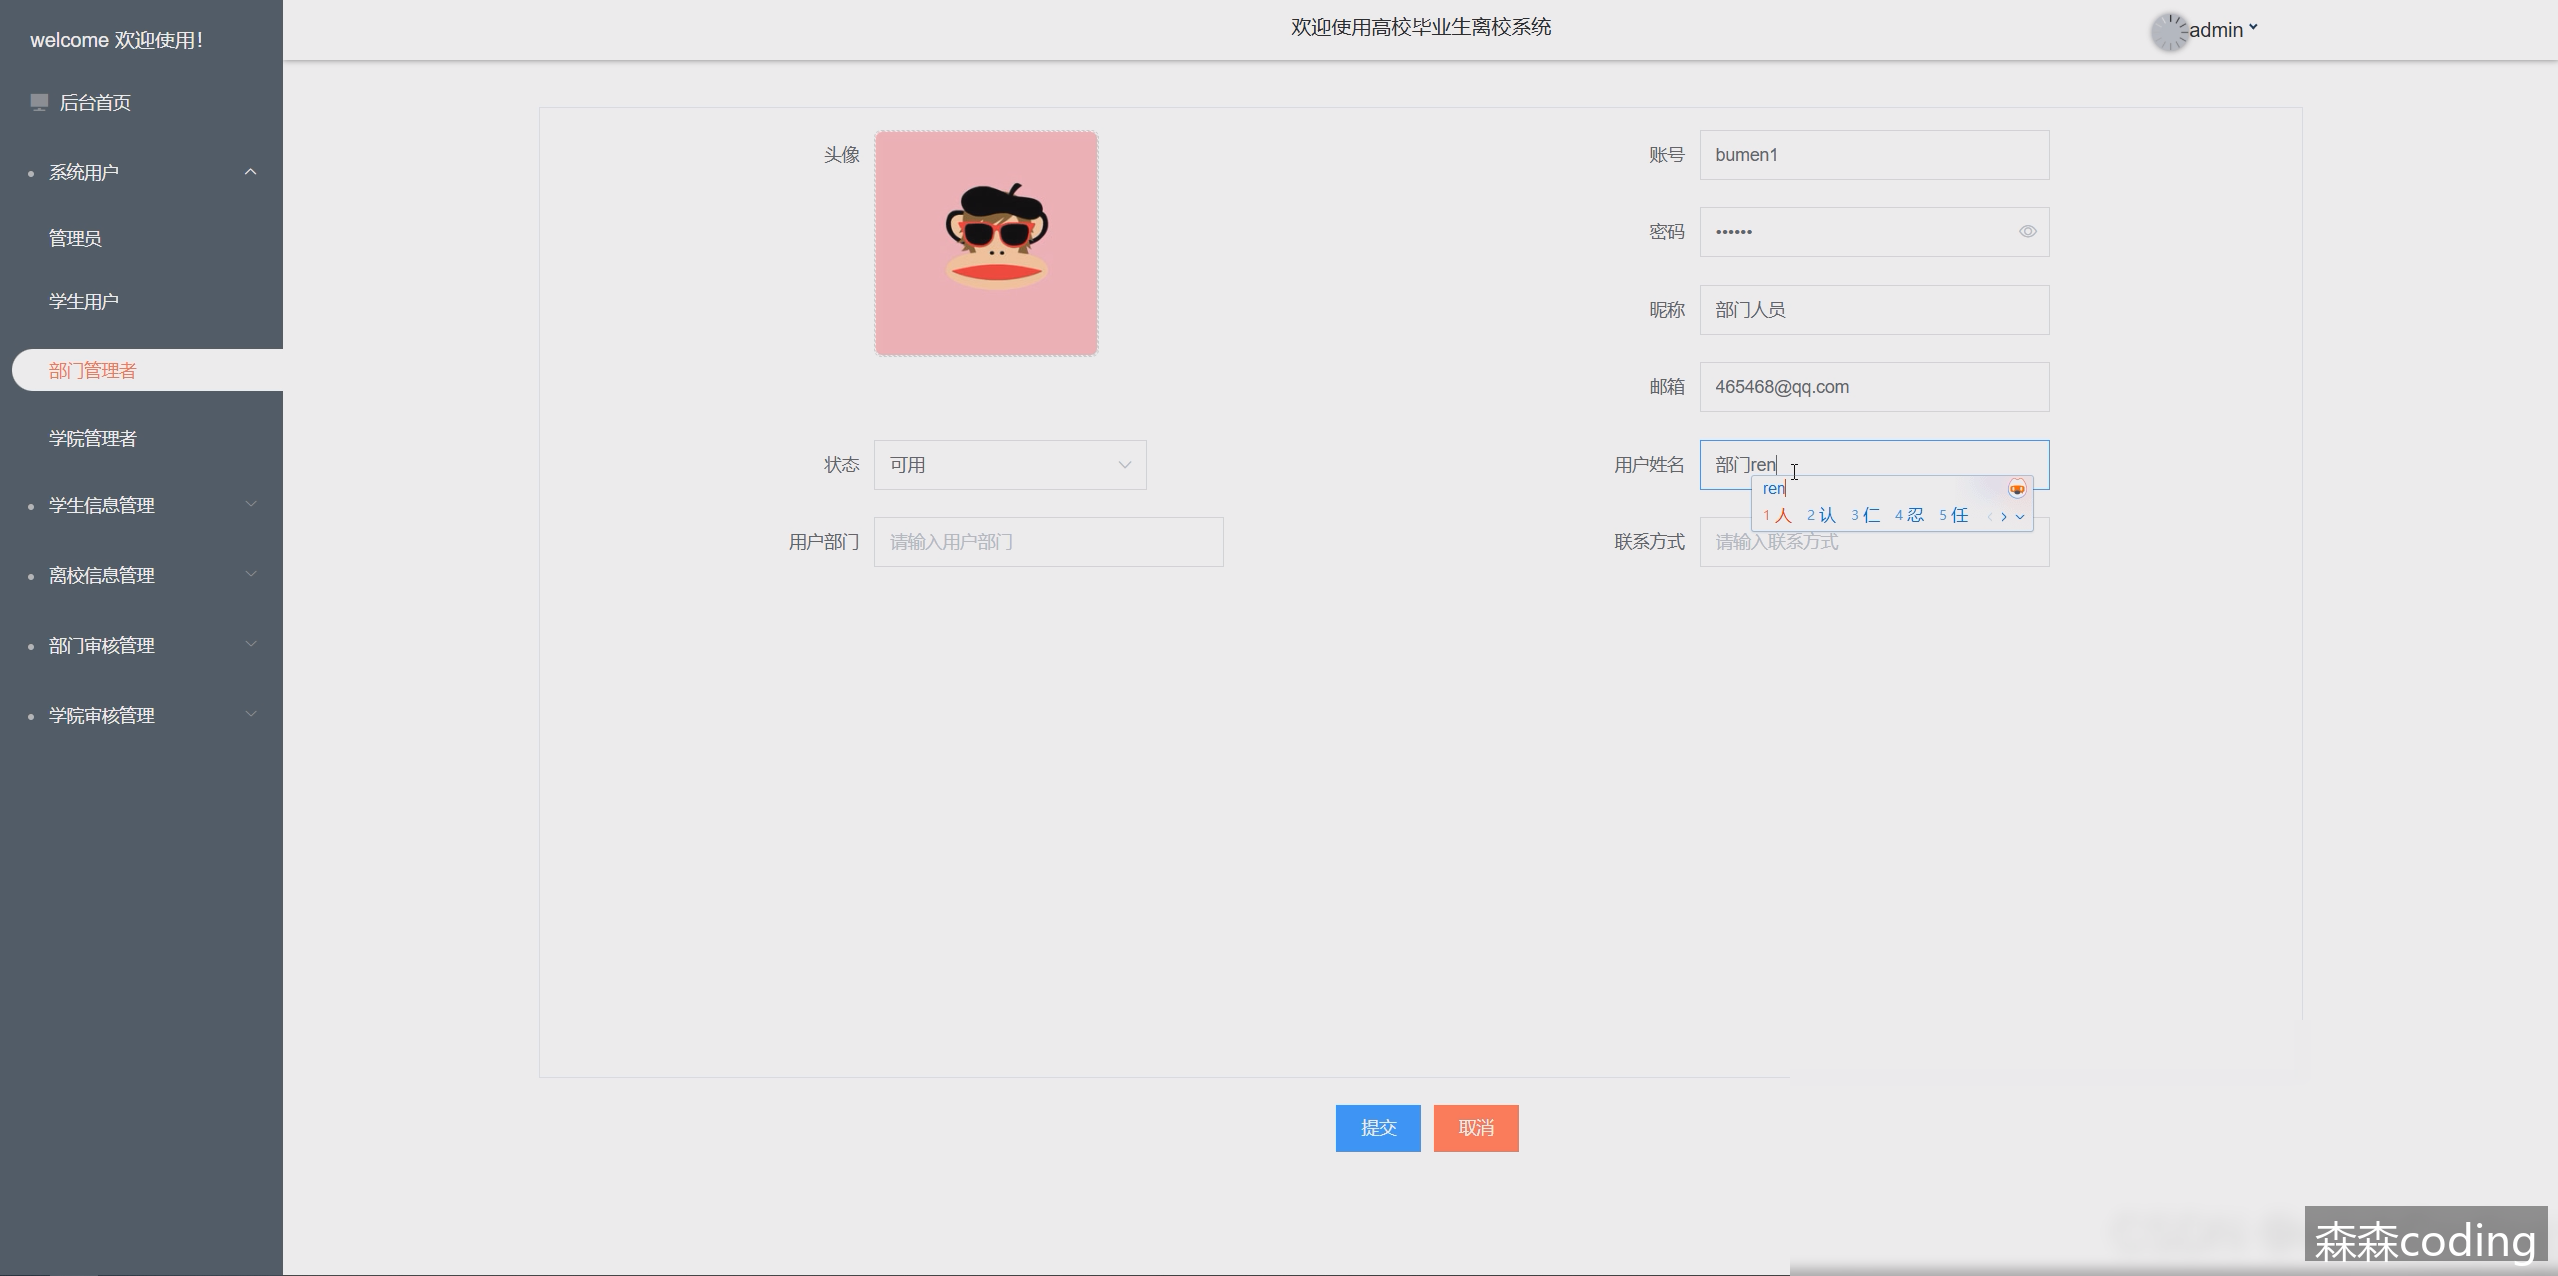 welcome 欢迎使用！
欢迎使用高校毕业生离校系统
admin
后台首页
系统用户
管理员
学生用户
部门管理者
学院管理者
学生信息管理
离校信息管理
部门审核管理
学院审核管理
头像
账号 bumen1
密码 ••••••
昵称 部门人员
邮箱 465468@qq.com
状态 可用
用户姓名 部门ren
ren
1 人 2 认 3 仁 4 忍 5 任
用户部门 请输入用户部门
联系方式 请输入联系方式
提交 取消
森森coding